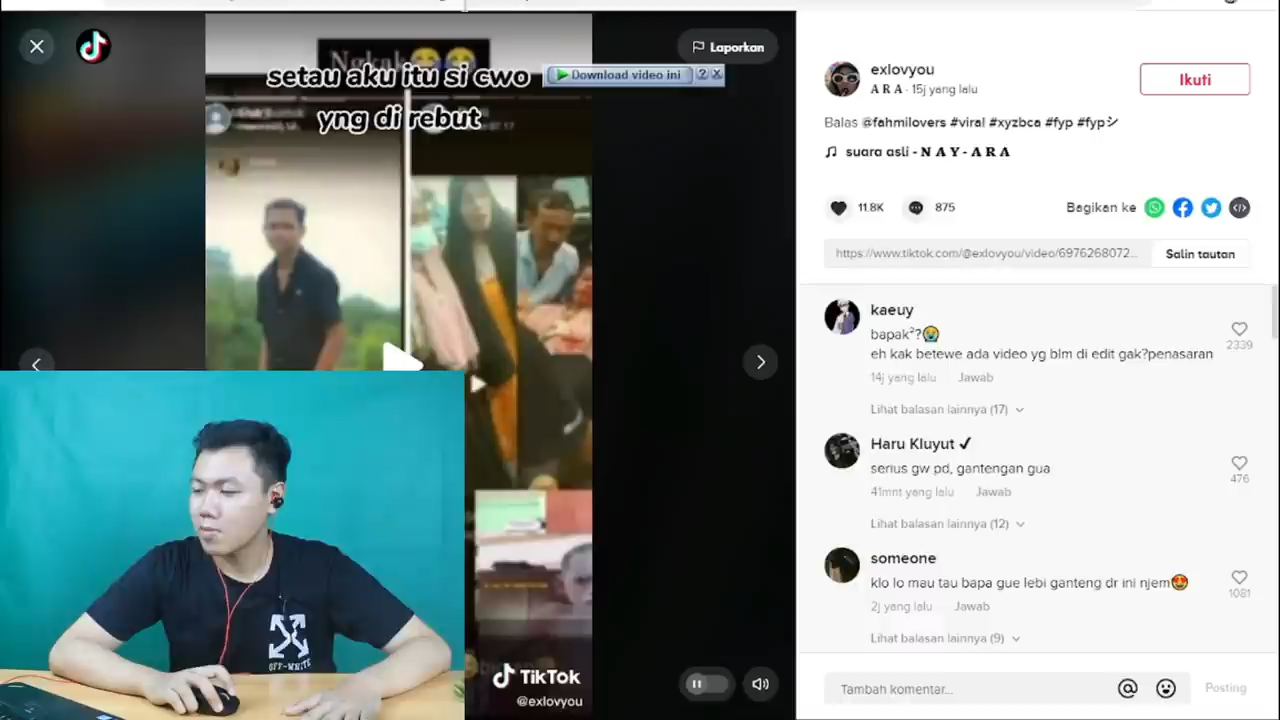 Ngkak😂😂
setau aku itu si cwo
yng di rebut
Download video ini
?
Laporkan
TikTok
@exlovyou
OFF-WHITE
exlovyou
A R A · 15j yang lalu
Ikuti
Balas @fahmilovers #viral #xyzbca #fyp #fypシ
suara asli - N A Y - A R A
11.8K
875
Bagikan ke
https://www.tiktok.com/@exlovyou/video/6976268072...
Salin tautan
kaeuy
bapak²?😭
eh kak betewe ada video yg blm di edit gak?penasaran
2339
14j yang lalu Jawab
Lihat balasan lainnya (17)
Haru Kluyut ✓
serius gw pd, gantengan gua
476
41mnt yang lalu Jawab
Lihat balasan lainnya (12)
someone
klo lo mau tau bapa gue lebi ganteng dr ini njem😍
1081
2j yang lalu Jawab
Lihat balasan lainnya (9)
Tambah komentar...
@
Posting